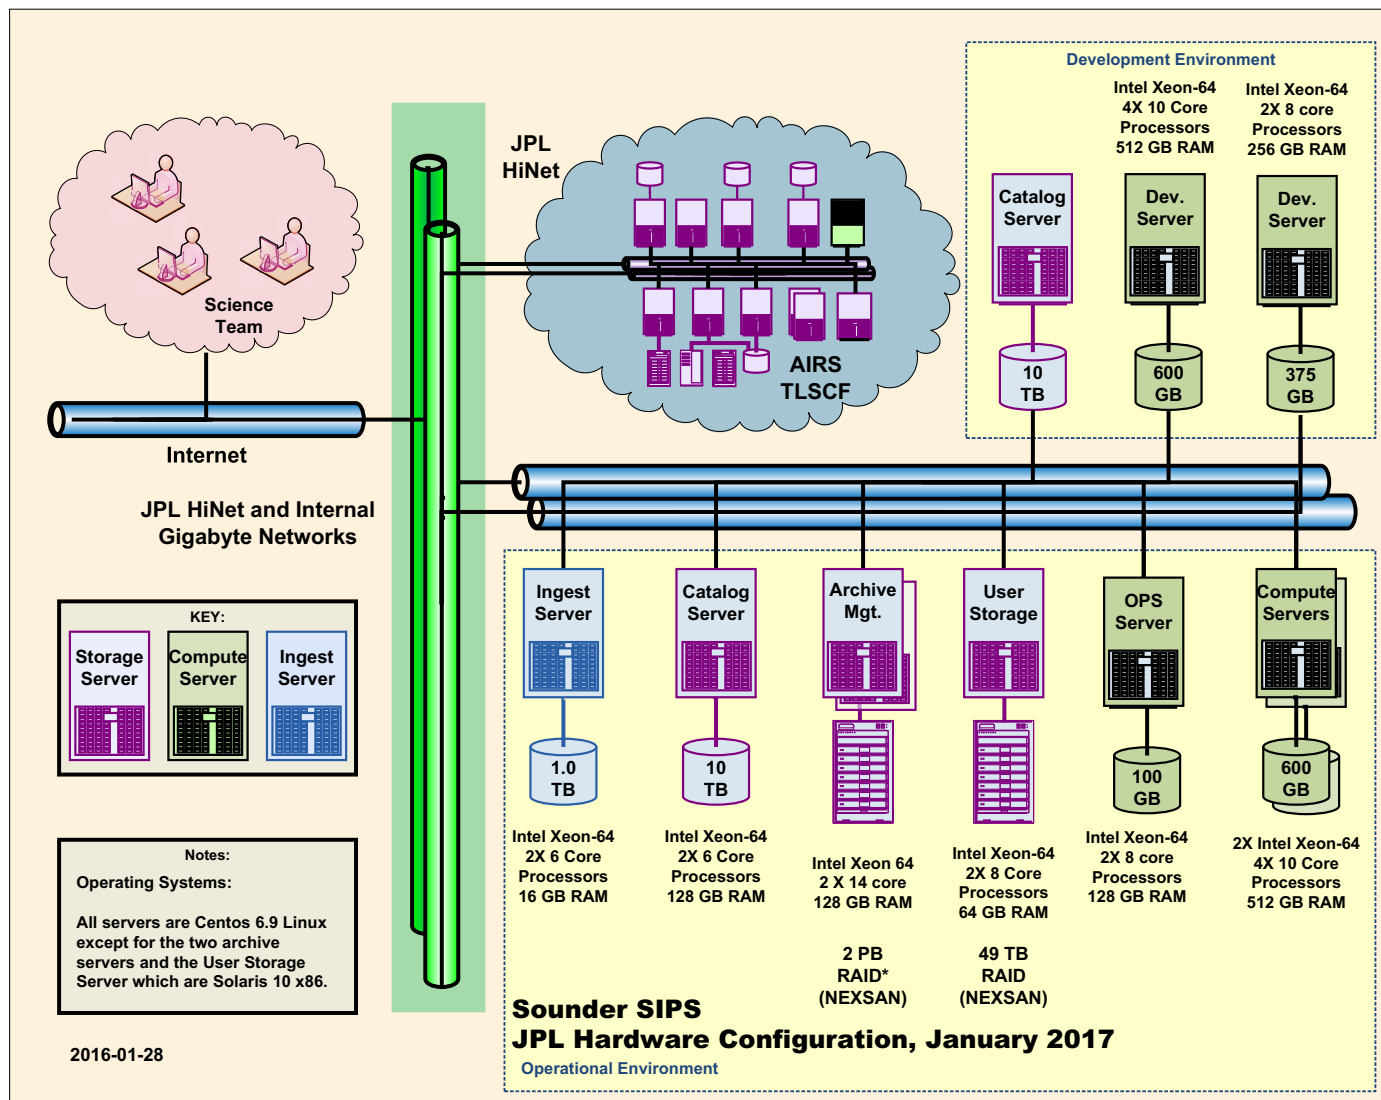 Development Environment
Intel Xeon-64
4X 10 Core
Processors
512 GB RAM
Intel Xeon-64
2X 8 core
Processors
256 GB RAM
JPL
HiNet
Catalog
Server
Dev.
Server
Dev.
Server
Science
Team
AIRS
TLSCF
10
TB
600
GB
375
GB
Internet
JPL HiNet and Internal
Gigabyte Networks
Ingest
Server
Catalog
Server
Archive
Mgt.
User
Storage
OPS
Server
Compute
Servers
KEY:
Storage
Server
Compute
Server
Ingest
Server
1.0
TB
10
TB
100
GB
600
GB
Intel Xeon-64
2X 6 Core
Processors
16 GB RAM
Intel Xeon-64
2X 6 Core
Processors
128 GB RAM
Intel Xeon 64
2 X 14 core
128 GB RAM
2 PB
RAID*
(NEXSAN)
Intel Xeon-64
2X 8 Core
Processors
64 GB RAM
49 TB
RAID
(NEXSAN)
Intel Xeon-64
2X 8 core
Processors
128 GB RAM
2X Intel Xeon-64
4X 10 Core
Processors
512 GB RAM
Notes:
Operating Systems:
All servers are Centos 6.9 Linux
except for the two archive
servers and the User Storage
Server which are Solaris 10 x86.
Sounder SIPS
JPL Hardware Configuration, January 2017
Operational Environment
2016-01-28